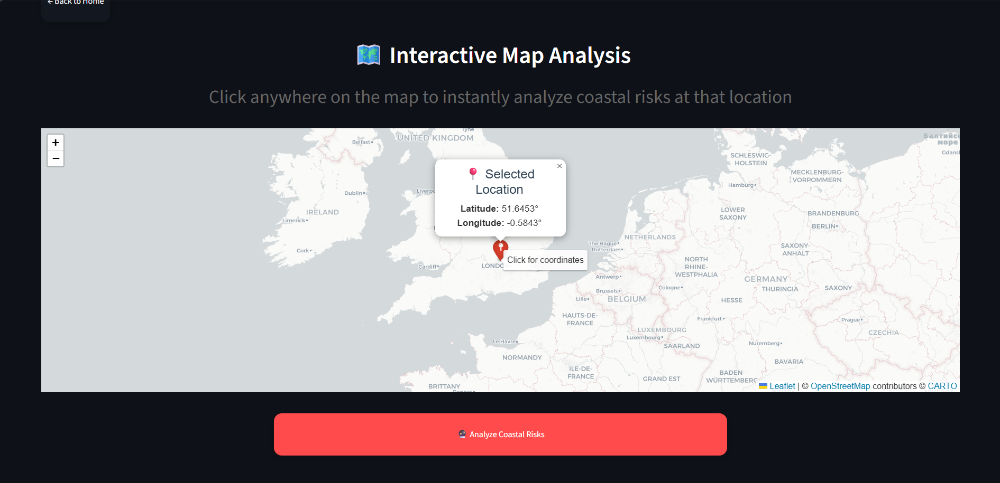 ← Back to Home
Interactive Map Analysis
Click anywhere on the map to instantly analyze coastal risks at that location
+
−
Tyne
UNITED KINGDOM
Belfast
Балтийс
море
Gdans
SCHLESWIG-
HOLSTEIN
MECKLENBURG-
VORPOMMERN
Hamburg
×
Selected
Location
Latitude: 51.6453°
Longitude: -0.5843°
Dublin
Liverpo
IRELAND
Limerick
LOWER
SAXONY
BRANDENBURG
BERLIN
NETHERLANDS
The Hague
Rotterdam
Cork
SAXONY-
ANHALT
Click for coordinates
Cardiff
LONDO
NORTH
RHINE-
WESTPHALIA
Antwerp
GERMANY
Brussels
Cologne
THURINGIA
SAXONY
Lille
BELGIUM
HESSE
HAUTS-DE-
FRANCE
Frankfurt
Prague
LUXEMBOURG
Luxembourg
CZECHIA
Le Havre
SAARLAND
Nuremberg
NORMANDY
BAVARIA
ILE-DE-
FRANCE
GRAND EST
BADEN-
WÜRTTEMBERG
BRITTANY
Rennes
Leaflet | © OpenStreetMap contributors © CARTO
Analyze Coastal Risks